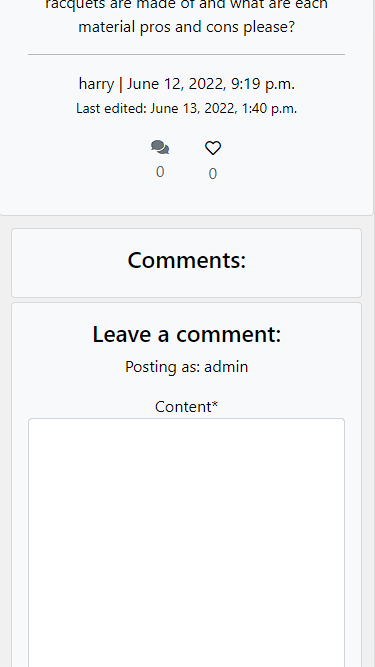 racquets are made of and what are each
material pros and cons please?
harry | June 12, 2022, 9:19 p.m.
Last edited: June 13, 2022, 1:40 p.m.
0 0
Comments:
Leave a comment:
Posting as: admin
Content*